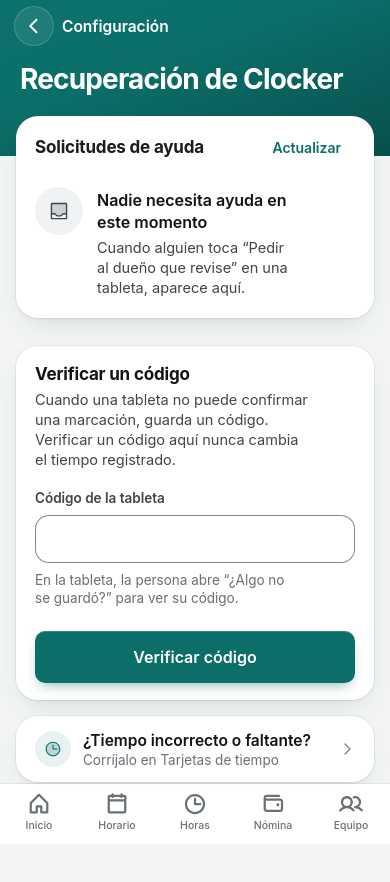 Configuración
Recuperación de Clocker
Solicitudes de ayuda
Actualizar
Nadie necesita ayuda en
este momento
Cuando alguien toca “Pedir
al dueño que revise” en una
tableta, aparece aquí.
Verificar un código
Cuando una tableta no puede confirmar
una marcación, guarda un código.
Verificar un código aquí nunca cambia
el tiempo registrado.
Código de la tableta
En la tableta, la persona abre “¿Algo no
se guardó?” para ver su código.
Verificar código
¿Tiempo incorrecto o faltante?
Corríjalo en Tarjetas de tiempo
Inicio
Horario
Horas
Nómina
Equipo